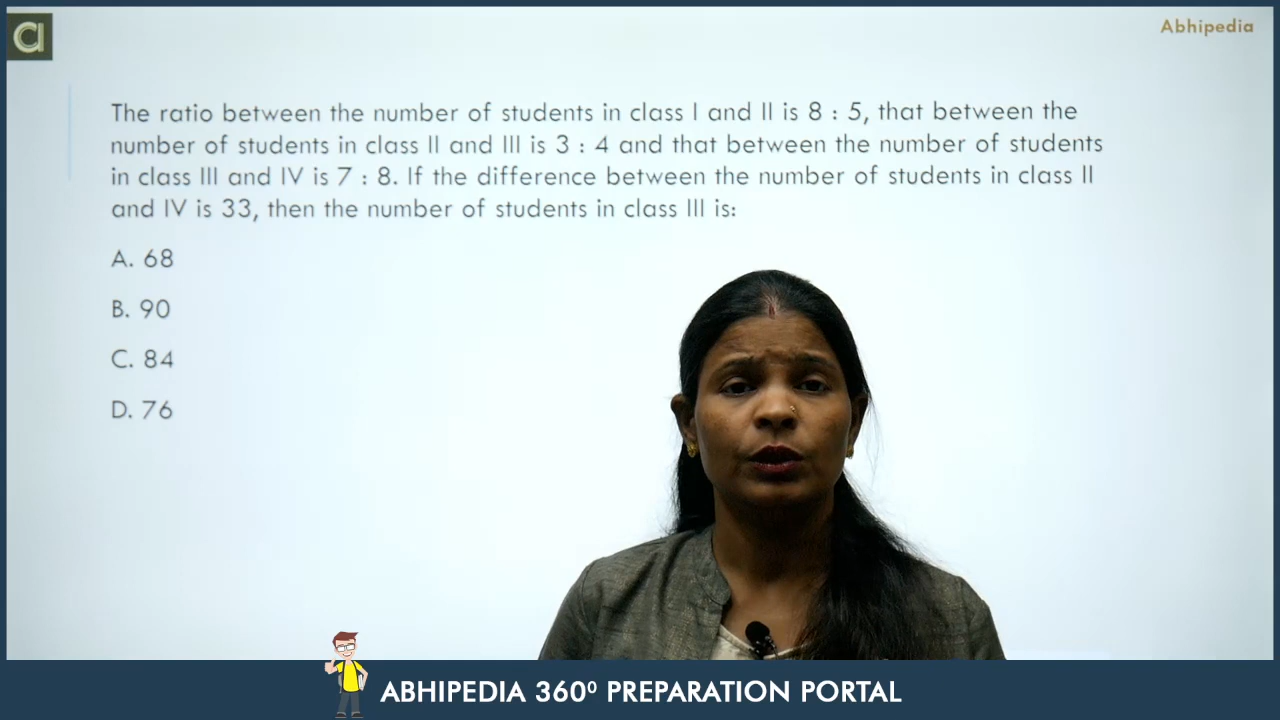 a
Abhipedia
The ratio between the number of students in class I and II is 8 : 5, that between the
number of students in class II and III is 3 : 4 and that between the number of students
in class III and IV is 7 : 8. If the difference between the number of students in class II
and IV is 33, then the number of students in class III is:
A. 68
B. 90
C. 84
D. 76
ABHIPEDIA 360⁰ PREPARATION PORTAL